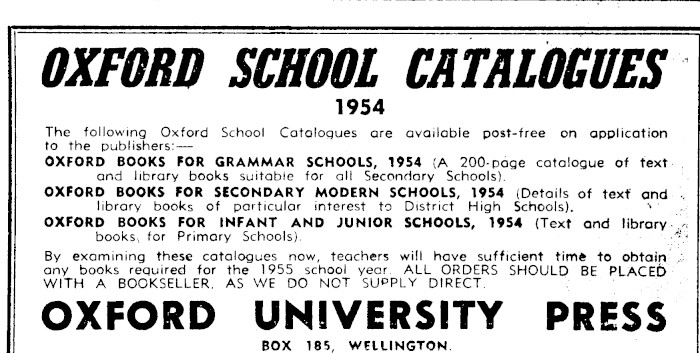 OXFORD SCHOOL CATALOGUES
1954
The following Oxford School Catalogues are available post-free on application
to the publishers:—
OXFORD BOOKS FOR GRAMMAR SCHOOLS, 1954 (A 200-page catalogue of text
and library books suitable for all Secondary Schools).
OXFORD BOOKS FOR SECONDARY MODERN SCHOOLS, 1954 (Details of text and
library books of particular interest to District High Schools).
OXFORD BOOKS FOR INFANT AND JUNIOR SCHOOLS, 1954 (Text and library
books, for Primary Schools).
By examining these catalogues now, teachers will have sufficient time to obtain
any books required for the 1955 school year. ALL ORDERS SHOULD BE PLACED
WITH A BOOKSELLER, AS WE DO NOT SUPPLY DIRECT.
OXFORD UNIVERSITY PRESS
BOX 185, WELLINGTON.